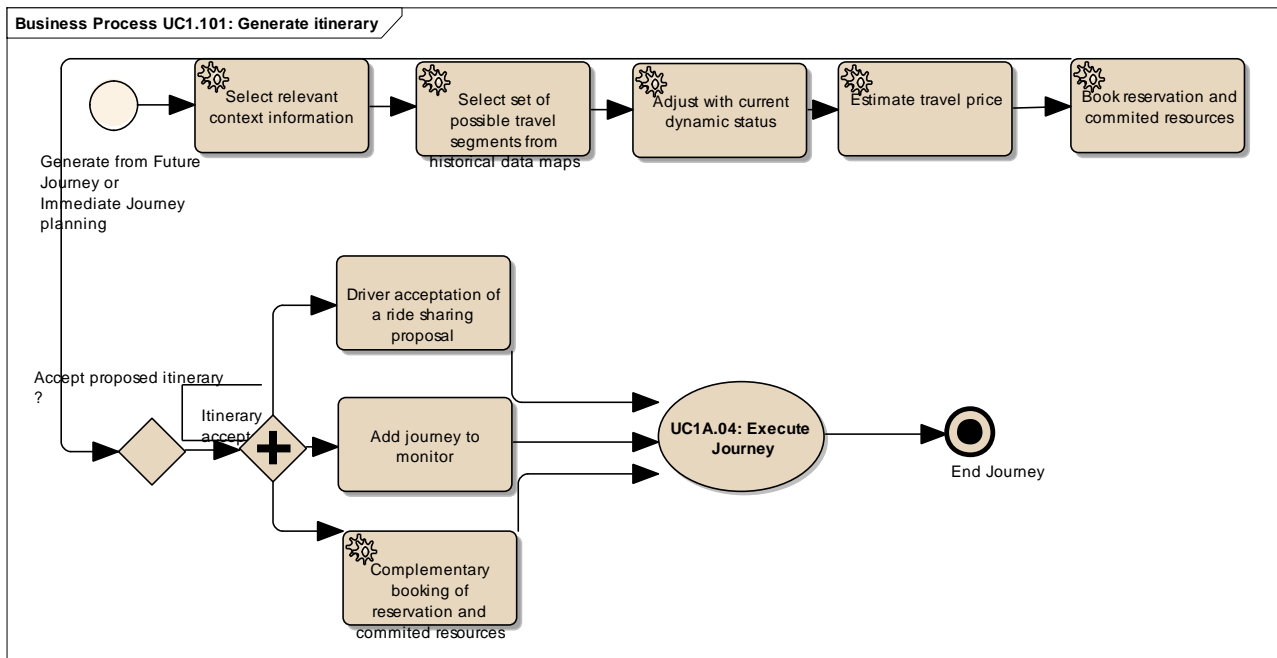 Business Process UC1.101: Generate itinerary
Select relevant
context information
Select set of
possible travel
segments from
historical data maps
Adjust with current
dynamic status
Estimate travel price
Book reservation and
commited resources
Generate from Future
Journey or
Immediate Journey
planning
Driver acceptation of
a ride sharing
proposal
Accept proposed itinerary
?
Itinerary
accept
Add journey to
monitor
UC1A.04: Execute
Journey
End Journey
Complementary
booking of
reservation and
commited resources